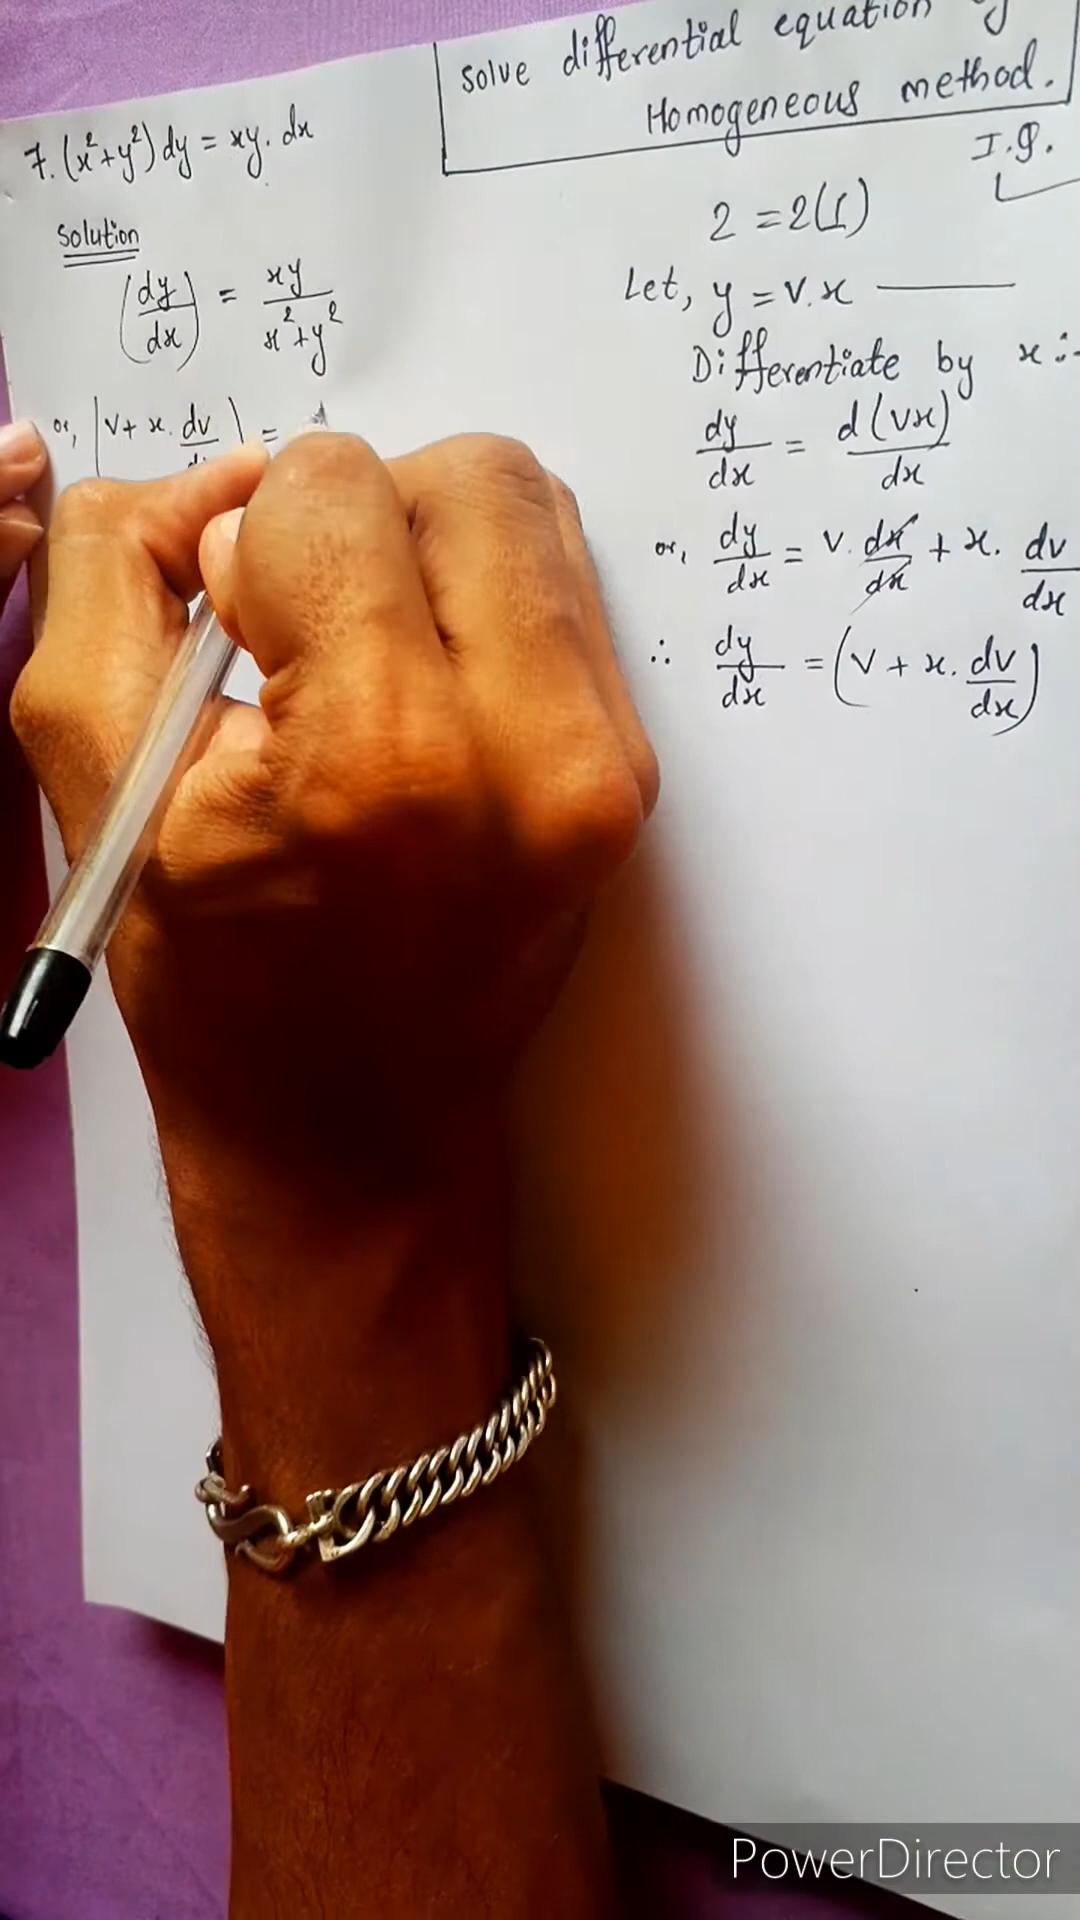 Solve differential equation
Homogeneous method.
7. (x²+y²) dy = xy. dx
I.P.
Solution
2 = 2(1)
(dy/dx) = xy/x²+y²
Let, y = v.x
Differentiate by x:-
or, (v + x. dv =
dy/dx = d(vx)/dx
or, dy/dx = v. dx/dx + x. dv/dx
∴ dy/dx = (v + x. dv/dx)
PowerDirector